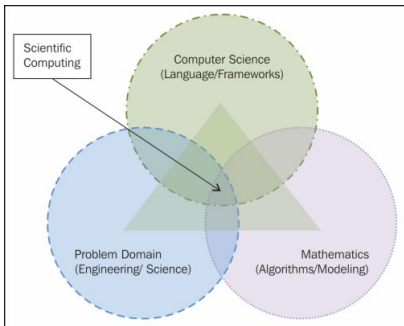 Scientific
Computing
Computer Science
(Language/Frameworks)
Problem Domain
(Engineering/ Science)
Mathematics
(Algorithms/Modeling)